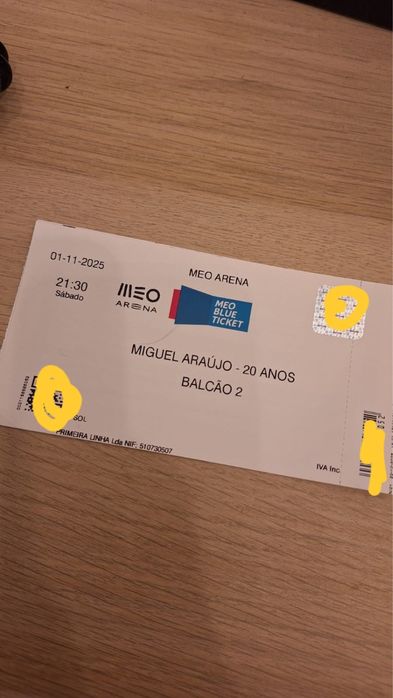 01-11-2025
21:30
Sábado
MEO
ARENA
MEO ARENA
MEO
BLUE
TICKET
MIGUEL ARAÚJO - 20 ANOS
BALCÃO 2
SOL
PRIMEIRA LINHA Lda NIF: 510730507
IVA Inc